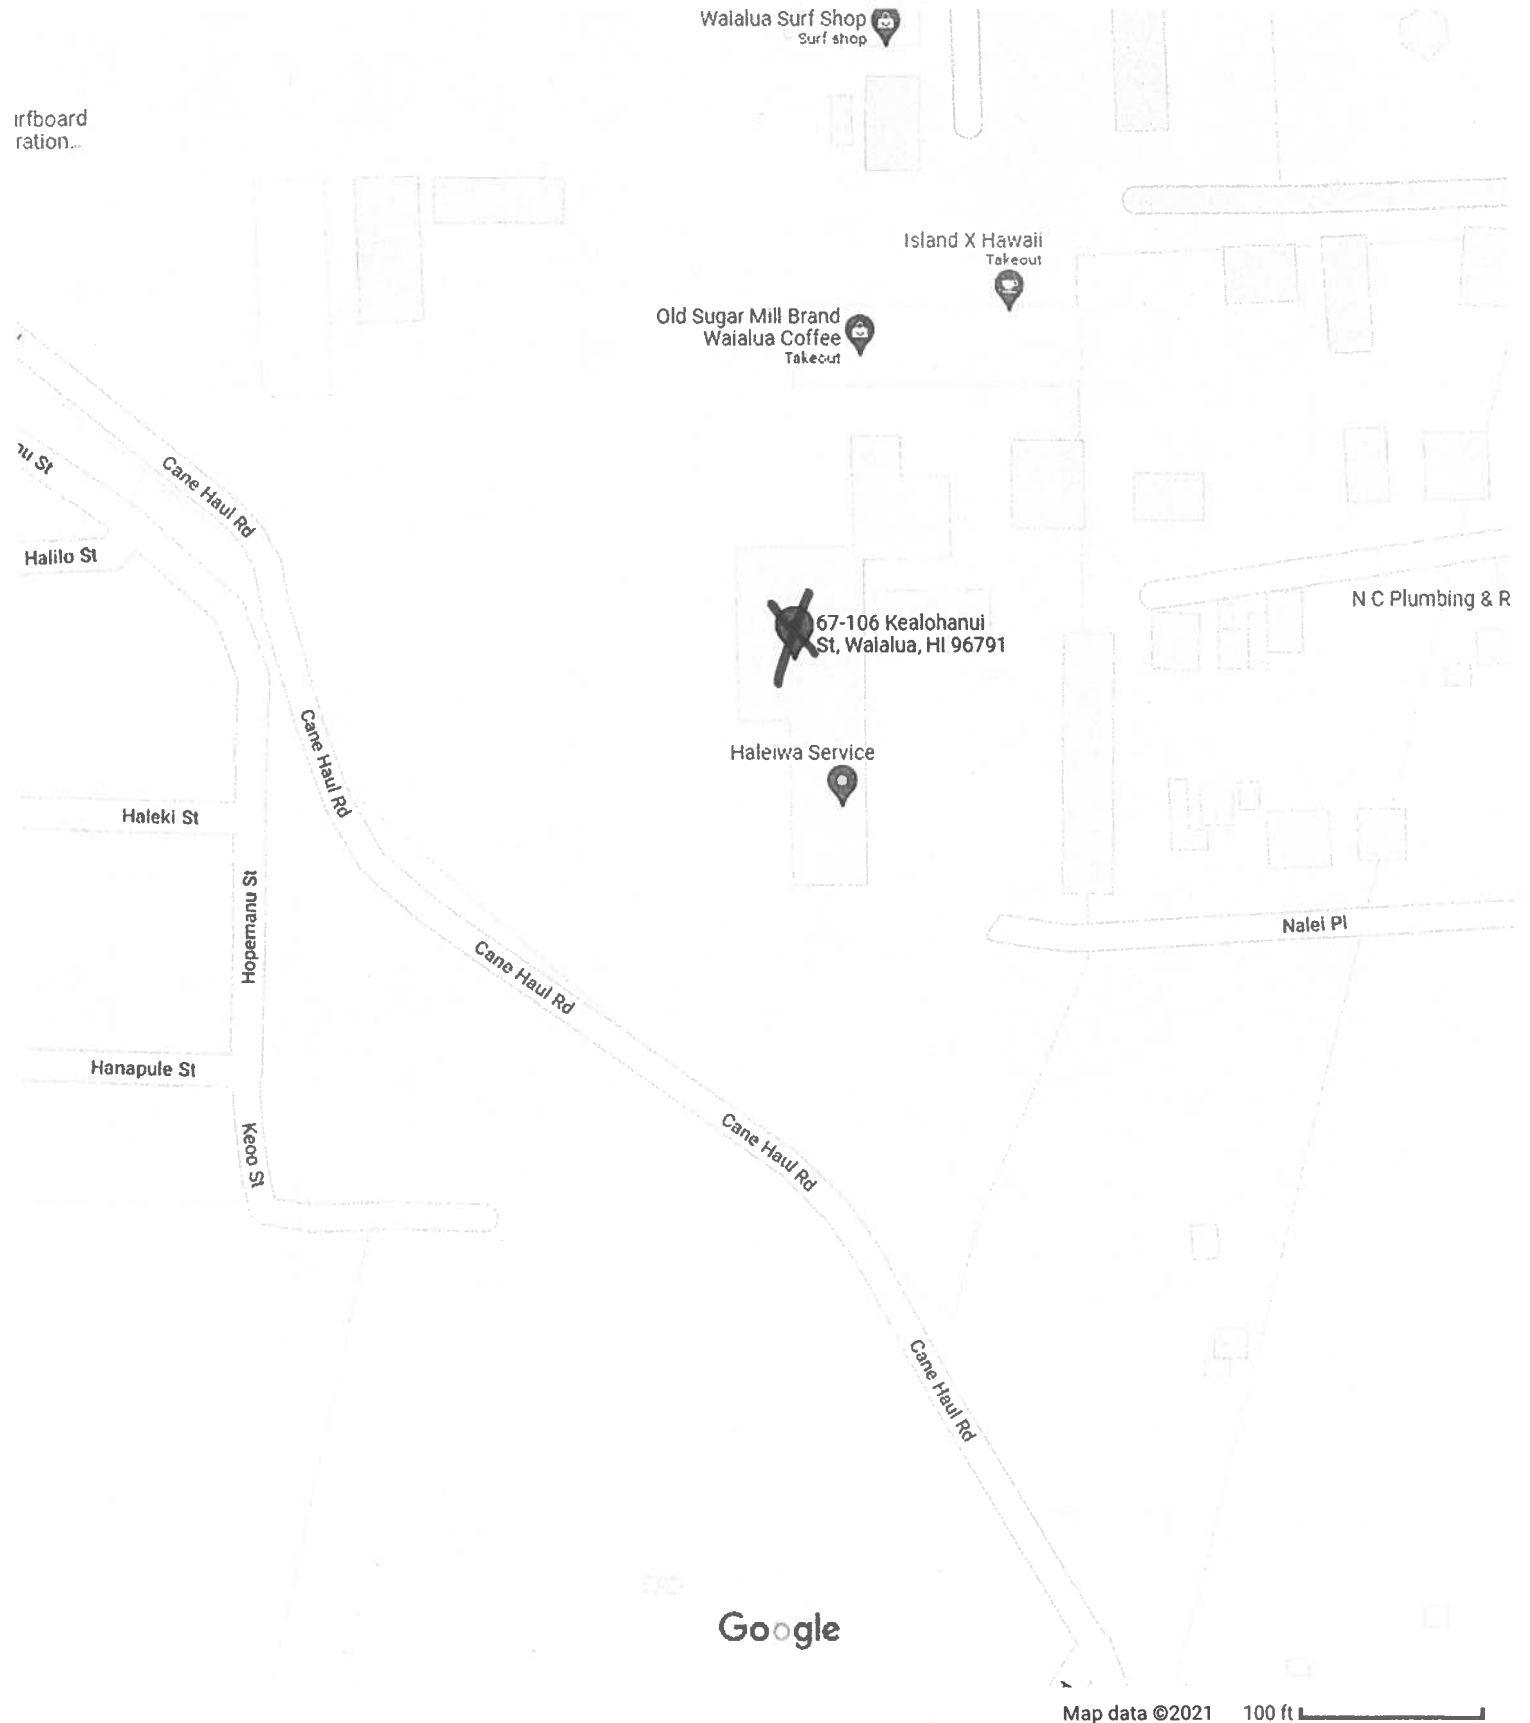 Waialua Surf Shop
Surf shop
urfboard
ration...
Island X Hawaii
Takeout
Old Sugar Mill Brand
Waialua Coffee
Takeout
nu St
Cane Haul Rd
Halilo St
N C Plumbing & R
67-106 Kealohanui
St, Waialua, HI 96791
Cane Haul Rd
Haleiwa Service
Haleki St
Hopemanu St
Nalei Pl
Cane Haul Rd
Hanapule St
Keoo St
Cane Haul Rd
Cane Haul Rd
Google
Map data ©2021 100 ft